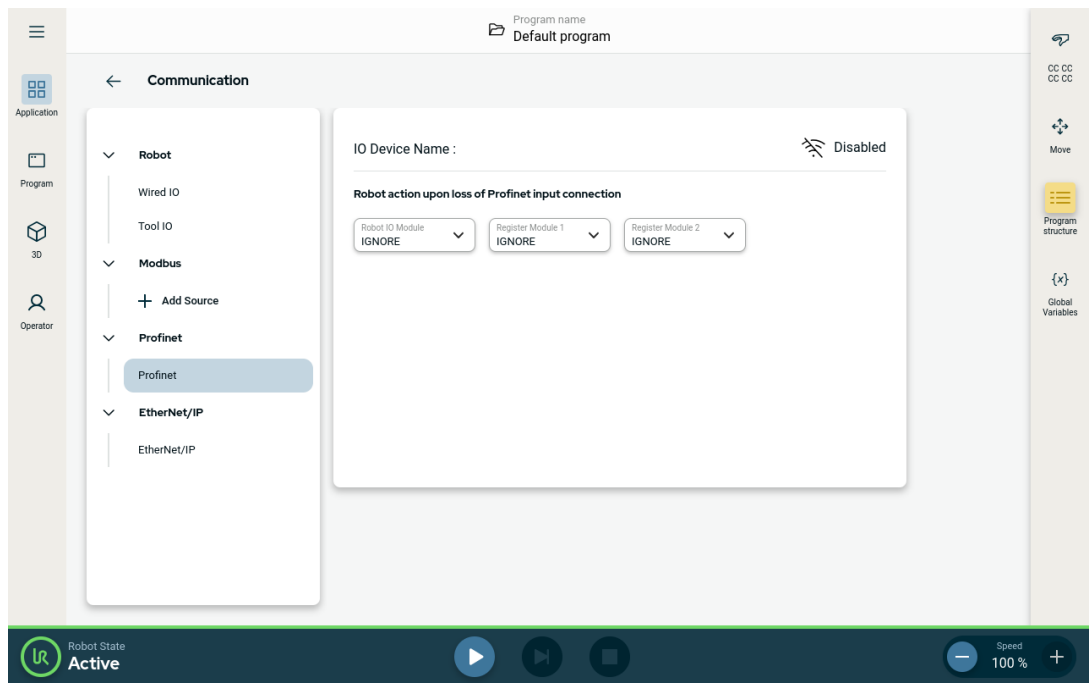 Program name
Default program
Application
Program
3D
Operator
Communication
Robot
Wired IO
Tool IO
Modbus
Add Source
Profinet
Profinet
EtherNet/IP
EtherNet/IP
IO Device Name :
Disabled
Robot action upon loss of Profinet input connection
Robot IO Module
IGNORE
Register Module 1
IGNORE
Register Module 2
IGNORE
CC CC
CC CC
Move
Program
structure
{x}
Global
Variables
UR
Robot State
Active
Speed
100 %